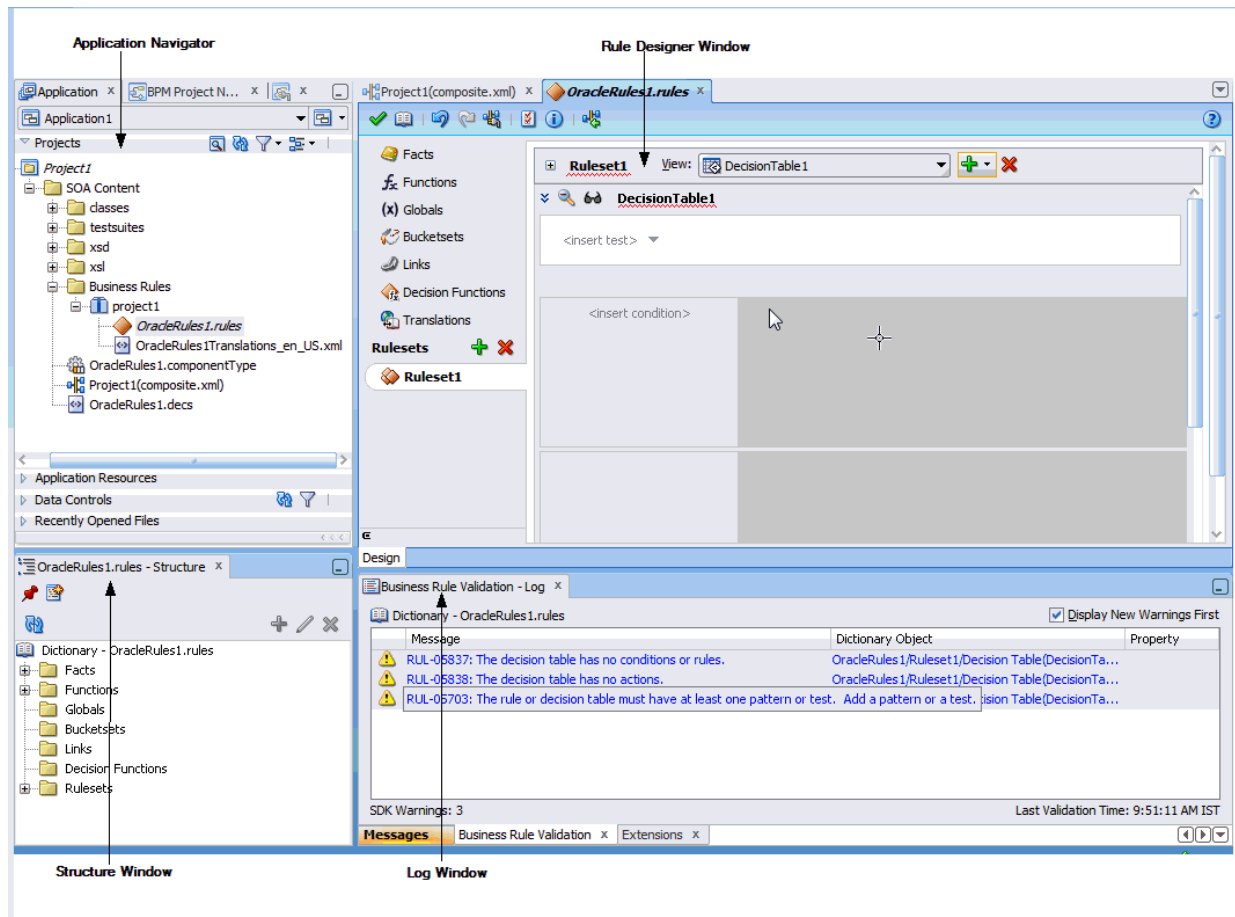 Application Navigator
Rule Designer Window
Application x BPM Project N... x x
Project1(composite.xml) x OracleRules1.rules x
Application1
Projects
Project1
SOA Content
classes
testsuites
xsd
xsl
Business Rules
project1
OracleRules1.rules
OracleRules1Translations_en_US.xml
OracleRules1.componentType
Project1(composite.xml)
OracleRules1.decs
Application Resources
Data Controls
Recently Opened Files
Facts
fx Functions
(x) Globals
Bucketsets
Links
Decision Functions
Translations
Rulesets
Ruleset1
Ruleset1 View: DecisionTable1
DecisionTable1
<insert test>
<insert condition>
Design
OracleRules1.rules - Structure x
Dictionary - OracleRules1.rules
Facts
Functions
Globals
Bucketsets
Links
Decision Functions
Rulesets
Business Rule Validation - Log x
Dictionary - OracleRules1.rules Display New Warnings First
Message Dictionary Object Property
RUL-05837: The decision table has no conditions or rules. OracleRules1/Ruleset1/Decision Table(DecisionTa...
RUL-05838: The decision table has no actions. OracleRules1/Ruleset1/Decision Table(DecisionTa...
RUL-05703: The rule or decision table must have at least one pattern or test. Add a pattern or a test. ision Table(DecisionTa...
SDK Warnings: 3 Last Validation Time: 9:51:11 AM IST
Messages Business Rule Validation x Extensions x
Structure Window
Log Window